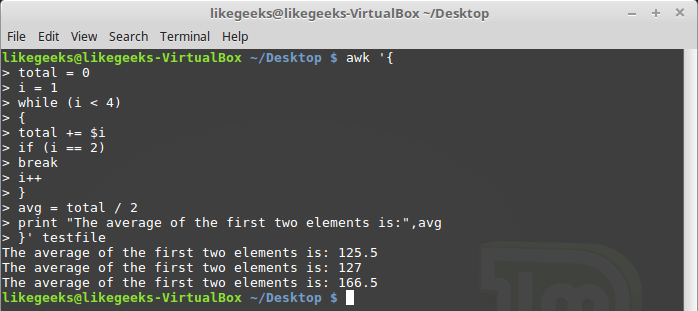 likegeeks@likegeeks-VirtualBox ~/Desktop
File Edit View Search Terminal Help
likegeeks@likegeeks-VirtualBox ~/Desktop $ awk '{
> total = 0
> i = 1
> while (i < 4)
> {
> total += $i
> if (i == 2)
> break
> i++
> }
> avg = total / 2
> print "The average of the first two elements is:",avg
> }' testfile
The average of the first two elements is: 125.5
The average of the first two elements is: 127
The average of the first two elements is: 166.5
likegeeks@likegeeks-VirtualBox ~/Desktop $